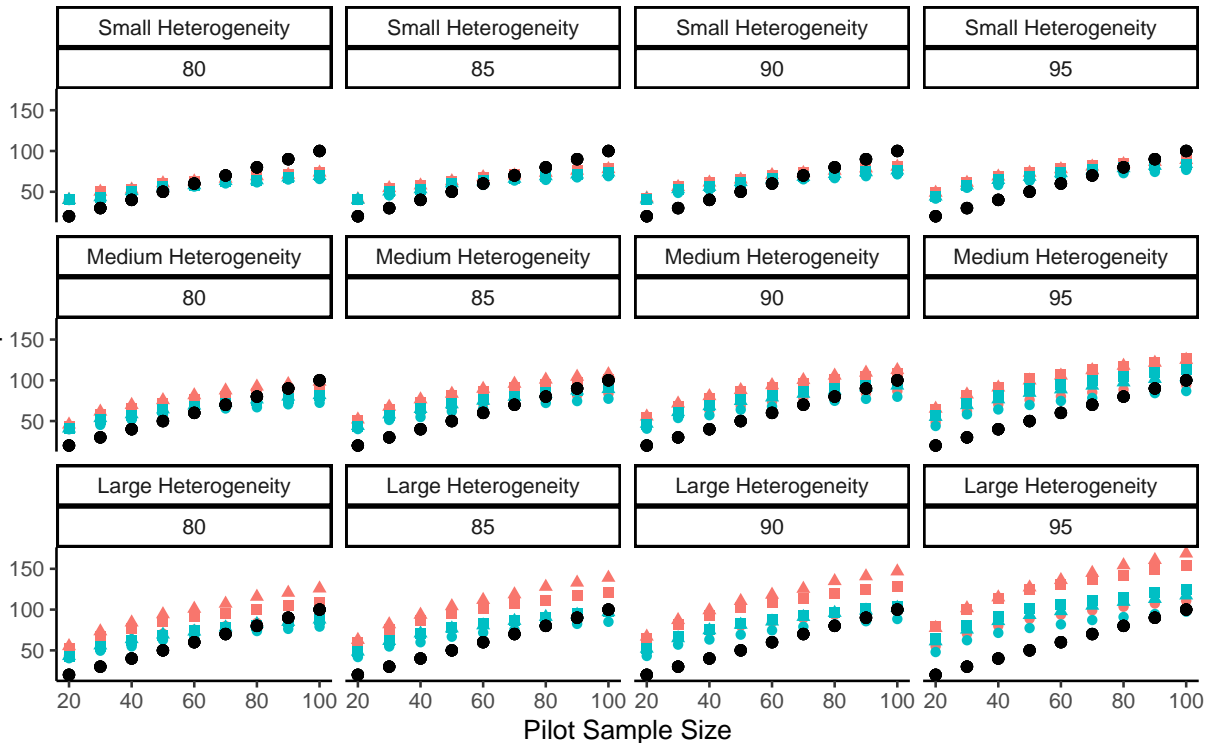 Small Heterogeneity Small Heterogeneity Small Heterogeneity Small Heterogeneity
80 85 90 95
150
100
50
Medium Heterogeneity Medium Heterogeneity Medium Heterogeneity Medium Heterogeneity
80 85 90 95
150
100
50
Large Heterogeneity Large Heterogeneity Large Heterogeneity Large Heterogeneity
80 85 90 95
150
100
50
20 40 60 80 100 20 40 60 80 100 20 40 60 80 100 20 40 60 80 100
Pilot Sample Size